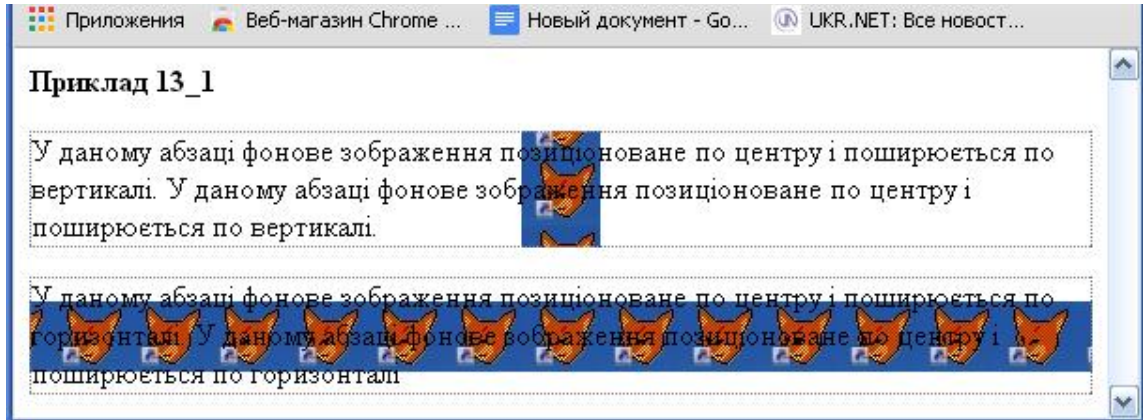 Приложения Веб-магазин Chrome ... Новый документ - Go... UKR.NET: Все новост...
Приклад 13_1
У даному абзаці фонове зображення позиціоноване по центру і поширюється по
вертикалі. У даному абзаці фонове зображення позиціоноване по центру і
поширюється по вертикалі.
У даному абзаці фонове зображення позиціоноване по центру і поширюється по
горизонталі. У даному абзаці фонове зображення позиціоноване по центру і
поширюється по горизонталі